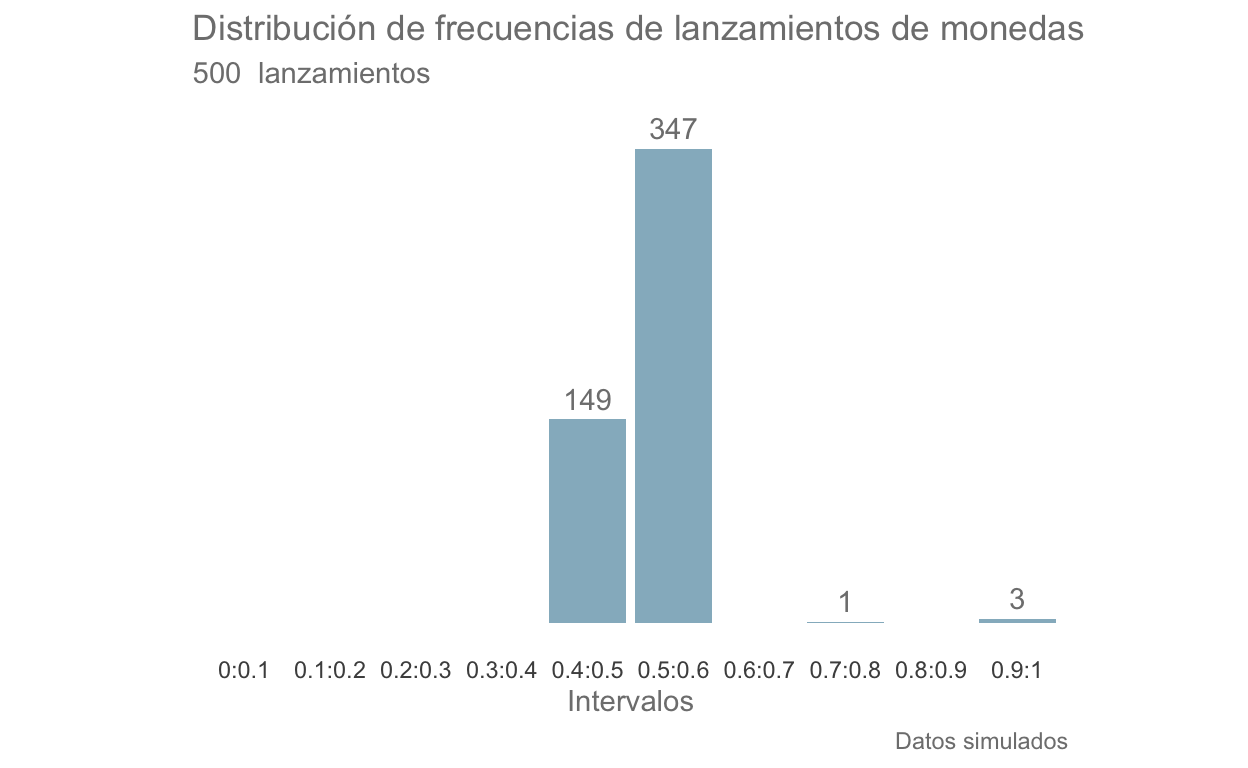 Distribución de frecuencias de lanzamientos de monedas
500  lanzamientos
347
149
1
3
0:0.1 0.1:0.2 0.2:0.3 0.3:0.4 0.4:0.5 0.5:0.6 0.6:0.7 0.7:0.8 0.8:0.9 0.9:1
Intervalos
Datos simulados